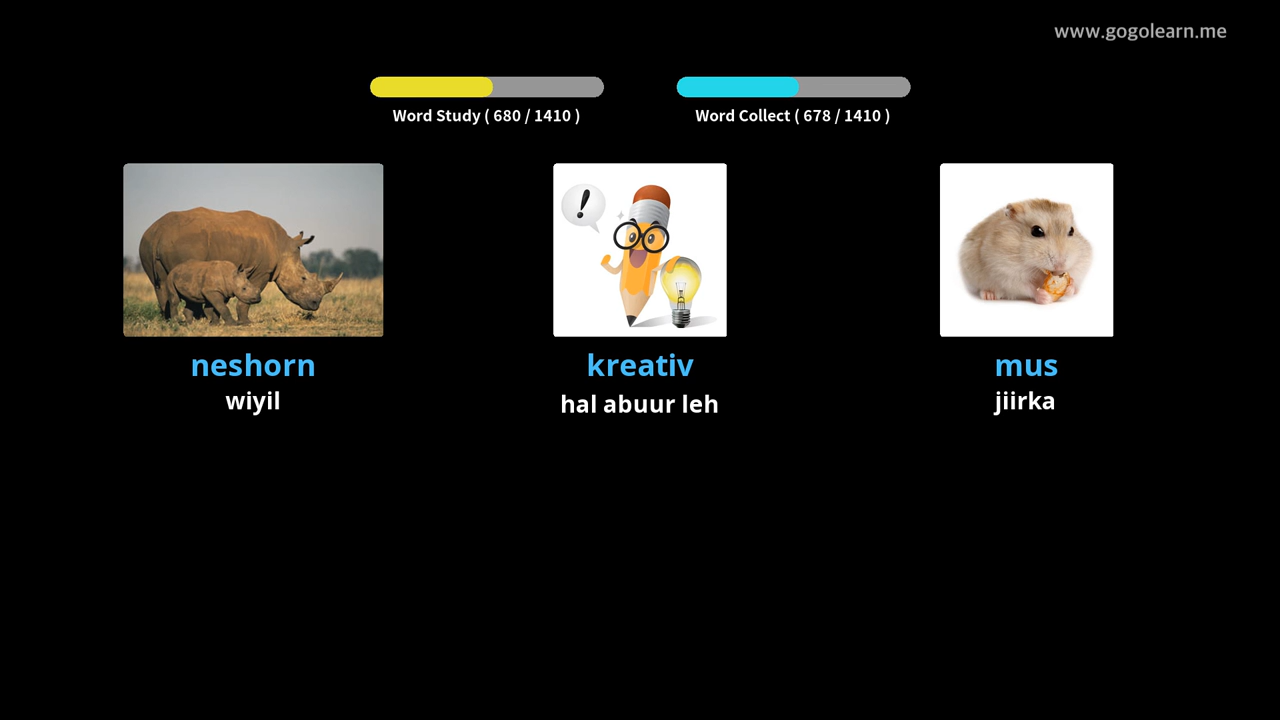 www.gogolearn.me
Word Study ( 680 / 1410 )
Word Collect ( 678 / 1410 )
neshorn
wiyil
kreativ
hal abuur leh
mus
jiirka